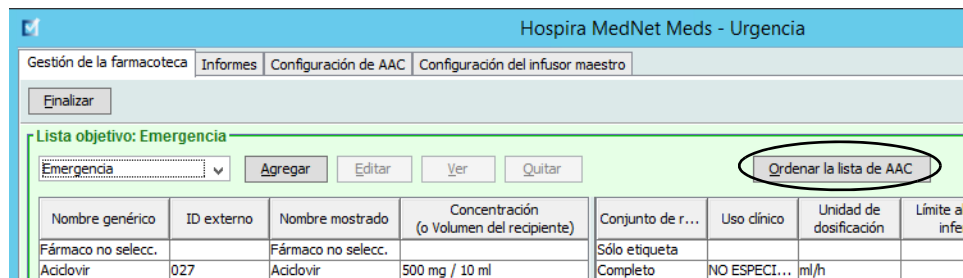 Hospira MedNet Meds - Urgencia
Gestión de la farmacoteca Informes Configuración de AAC Configuración del infusor maestro
Finalizar
Lista objetivo: Emergencia
Emergencia Agregar Editar Ver Quitar Ordenar la lista de AAC
Nombre genérico ID externo Nombre mostrado Concentración (o Volumen del recipiente) Conjunto de r... Uso clínico Unidad de dosificación Límite
Fármaco no selecc. Fármaco no selecc. Sólo etiqueta
Aciclovir 027 Aciclovir 500 mg / 10 ml Completo NO ESPECI... ml/h